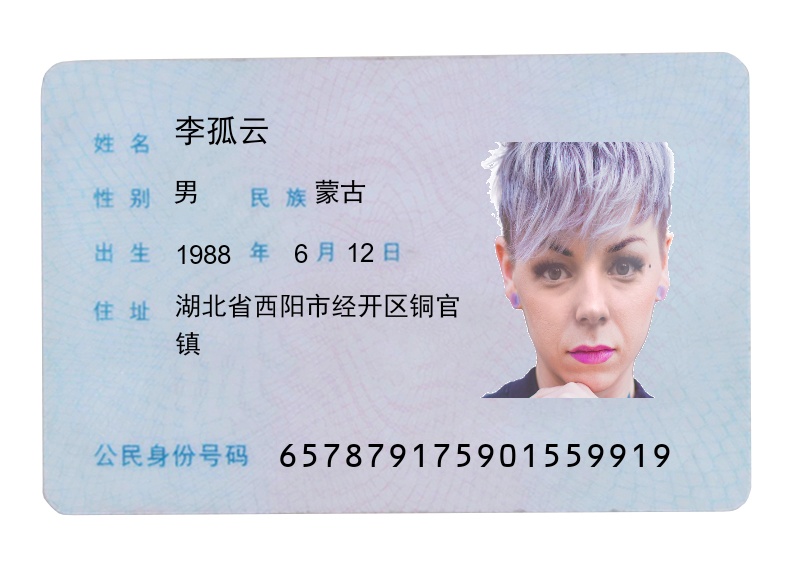 姓名 李孤云
性别 男 民族 蒙古
出生 1988 年 6 月 12 日
住址 湖北省西阳市经开区铜官
镇
公民身份号码 657879175901559919